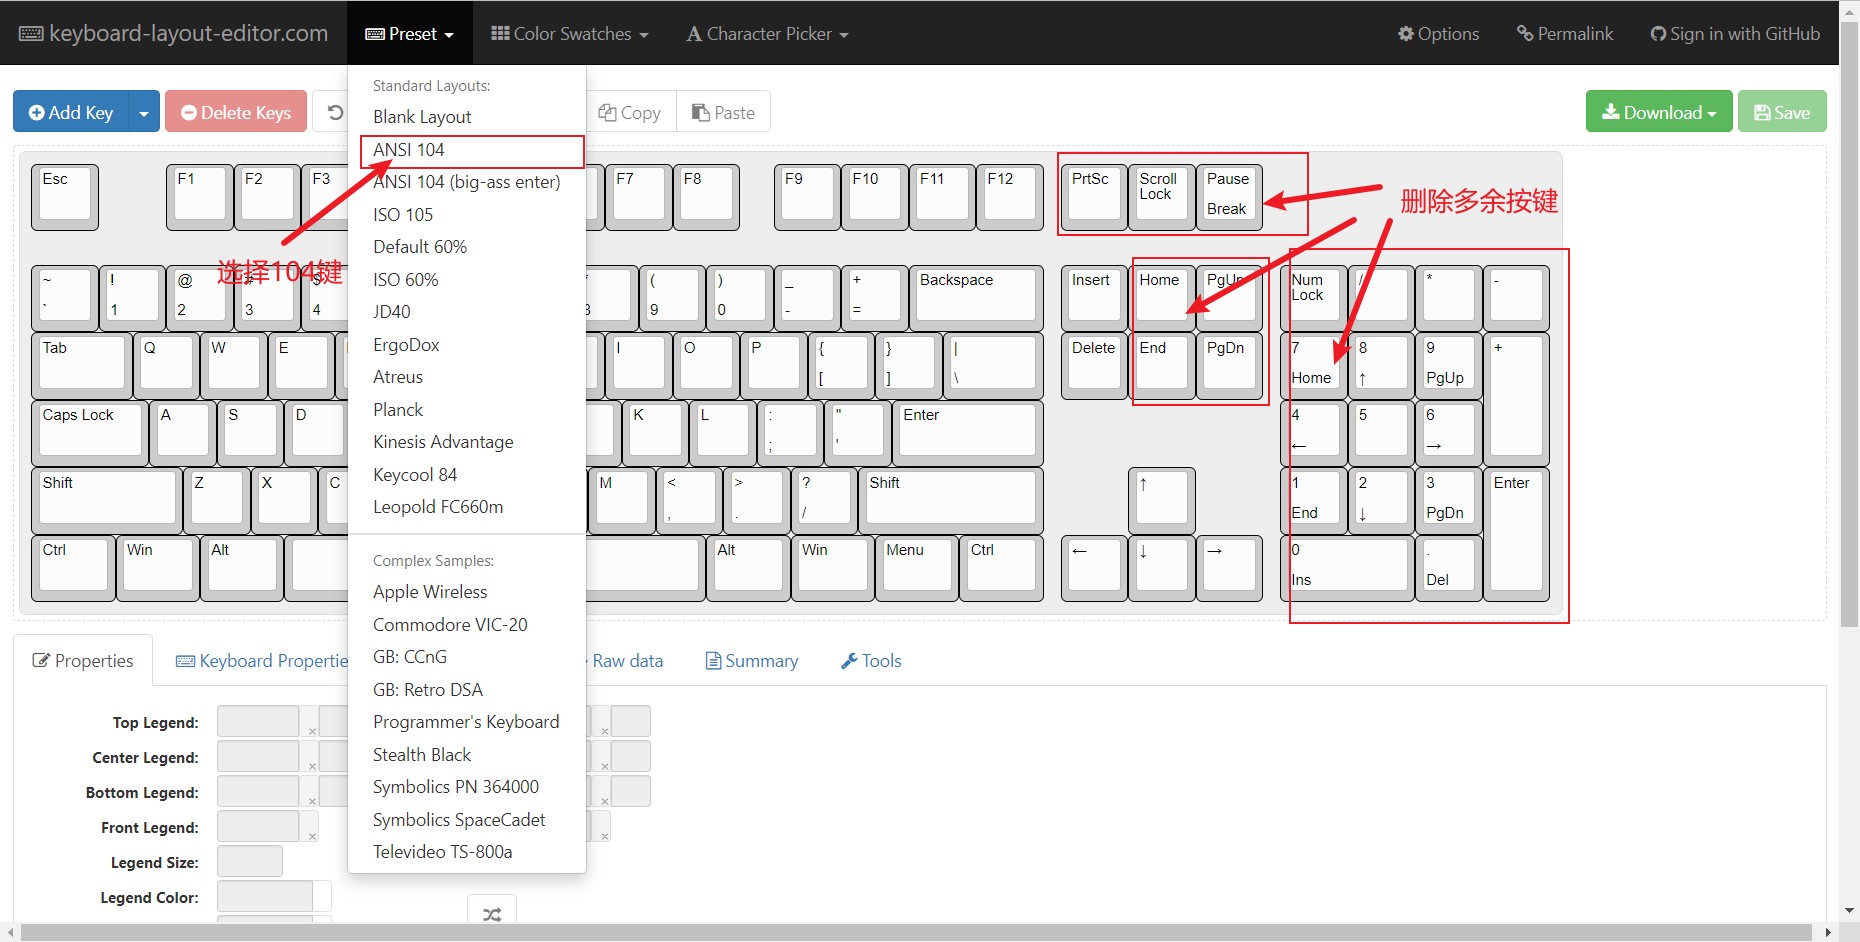 keyboard-layout-editor.com Preset Color Swatches Character Picker Options Permalink Sign in with GitHub
Add Key Delete Keys Copy Paste Download Save
Standard Layouts:
Blank Layout
ANSI 104
ANSI 104 (big-ass enter)
ISO 105
Default 60%
ISO 60%
JD40
ErgoDox
Atreus
Planck
Kinesis Advantage
Keycool 84
Leopold FC660m
Complex Samples:
Apple Wireless
Commodore VIC-20
GB: CCnG
GB: Retro DSA
Programmer's Keyboard
Stealth Black
Symbolics PN 364000
Symbolics SpaceCadet
Televideo TS-800a
选择104键
删除多余按键
Esc F1 F2 F3 F7 F8 F9 F10 F11 F12 PrtSc Scroll Pause
Lock
Break
~ ! @ # $ ( ) _ + Backspace Insert Home PgUp Num / * -
Lock
` 1 2 3 4 8 9 0 - =
Tab Q W E I O P { } | Delete End PgDn 7 8 9 +
[ ] \ Home ↑ PgUp
Caps Lock A S D K L : " Enter 4 5 6
; ' ← →
Shift Z X C M < > ? Shift ↑ 1 2 3 Enter
, . / End ↓ PgDn
Ctrl Win Alt Alt Win Menu Ctrl ← ↓ → 0 .
Ins Del
Properties Keyboard Propertie Raw data Summary Tools
Top Legend:
Center Legend:
Bottom Legend:
Front Legend:
Legend Size:
Legend Color: